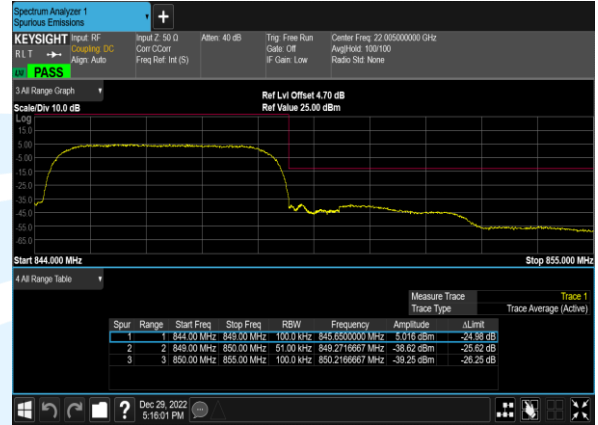 Spectrum Analyzer 1
Spurious Emissions
+
KEYSIGHT Input: RF Input Z: 50 Ω Atten: 40 dB Trig: Free Run Center Freq: 22.005000000 GHz
RLT Coupling: DC Corr CCorr Gate: Off Avg|Hold: 100/100
Align: Auto Freq Ref: Int (S) IF Gain: Low Radio Std: None
LM PASS
3 All Range Graph
Ref Lvl Offset 4.70 dB
Scale/Div 10.0 dB Ref Value 25.00 dBm
Log
15.0
5.00
-5.00
-15.0
-25.0
-35.0
-45.0
-55.0
-65.0
Start 844.000 MHz Stop 855.000 MHz
4 All Range Table
Measure Trace Trace 1
Trace Type Trace Average (Active)
Spur Range Start Freq Stop Freq RBW Frequency Amplitude ΔLimit
1 1 844.00 MHz 849.00 MHz 100.0 kHz 845.6500000 MHz 5.016 dBm -24.98 dB
2 2 849.00 MHz 850.00 MHz 51.00 kHz 849.2716667 MHz -38.62 dBm -25.62 dB
3 3 850.00 MHz 855.00 MHz 100.0 kHz 850.2166667 MHz -39.25 dBm -26.25 dB
? Dec 29, 2022
5:16:01 PM